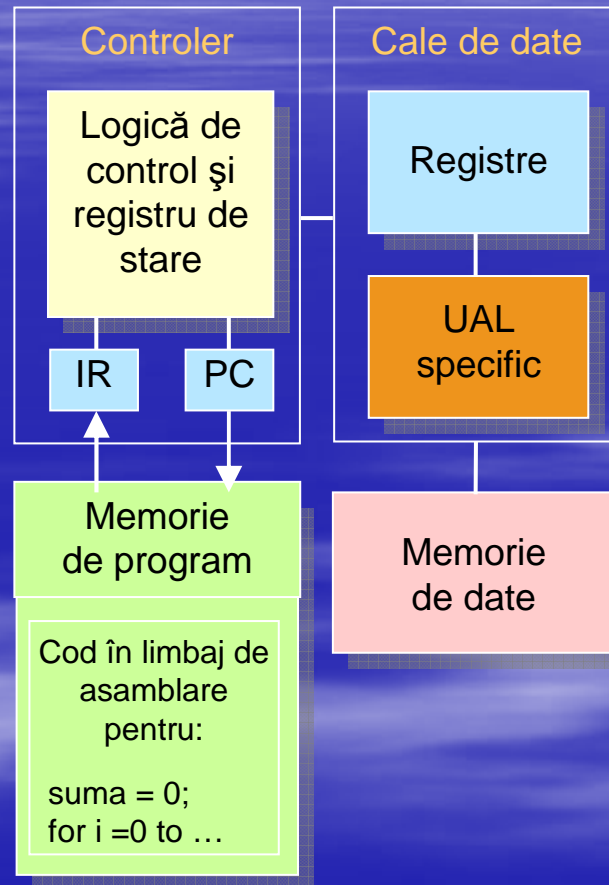 Controler
Logică de
control şi
registru de
stare
IR
PC
Memorie
de program
Cod în limbaj de
asamblare
pentru:
suma = 0;
for i =0 to …
Cale de date
Registre
UAL
specific
Memorie
de date